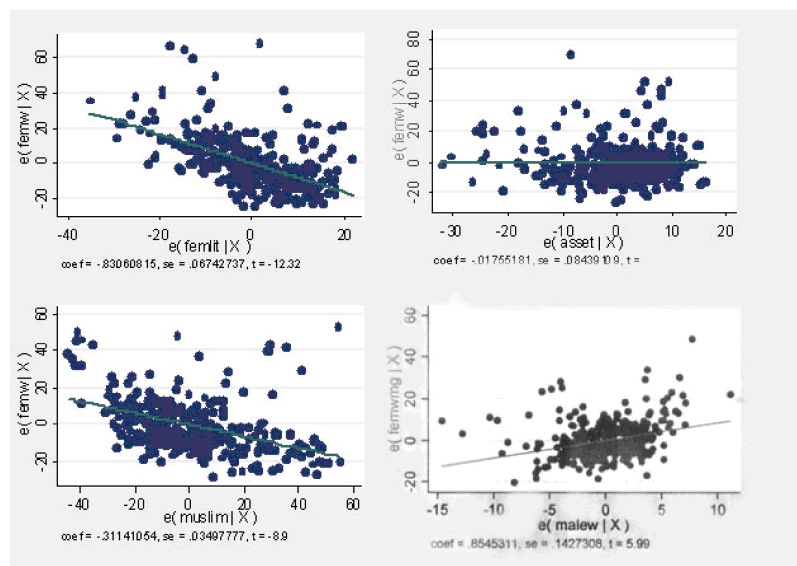 e( femw | X )
60
40
20
0
-20
-40 -20 0 20
e( femlit | X )
coef = -.83060815, se = .06742737, t = -12.32
e( femw | X )
80
60
40
20
0
-20
-30 -20 -10 0 10 20
e( asset | X )
coef = -.01755181, se = .08439109, t =
e( femw | X )
60
40
20
0
-20
-40 -20 0 20 40 60
e( muslim | X )
coef = -.31141054, se = .03497777, t = -8.9
e( femwmg | X )
60
40
20
0
-20
-15 -10 -5 0 5 10
e( malew | X )
coef = .8545311, se = .1427308, t = 5.99